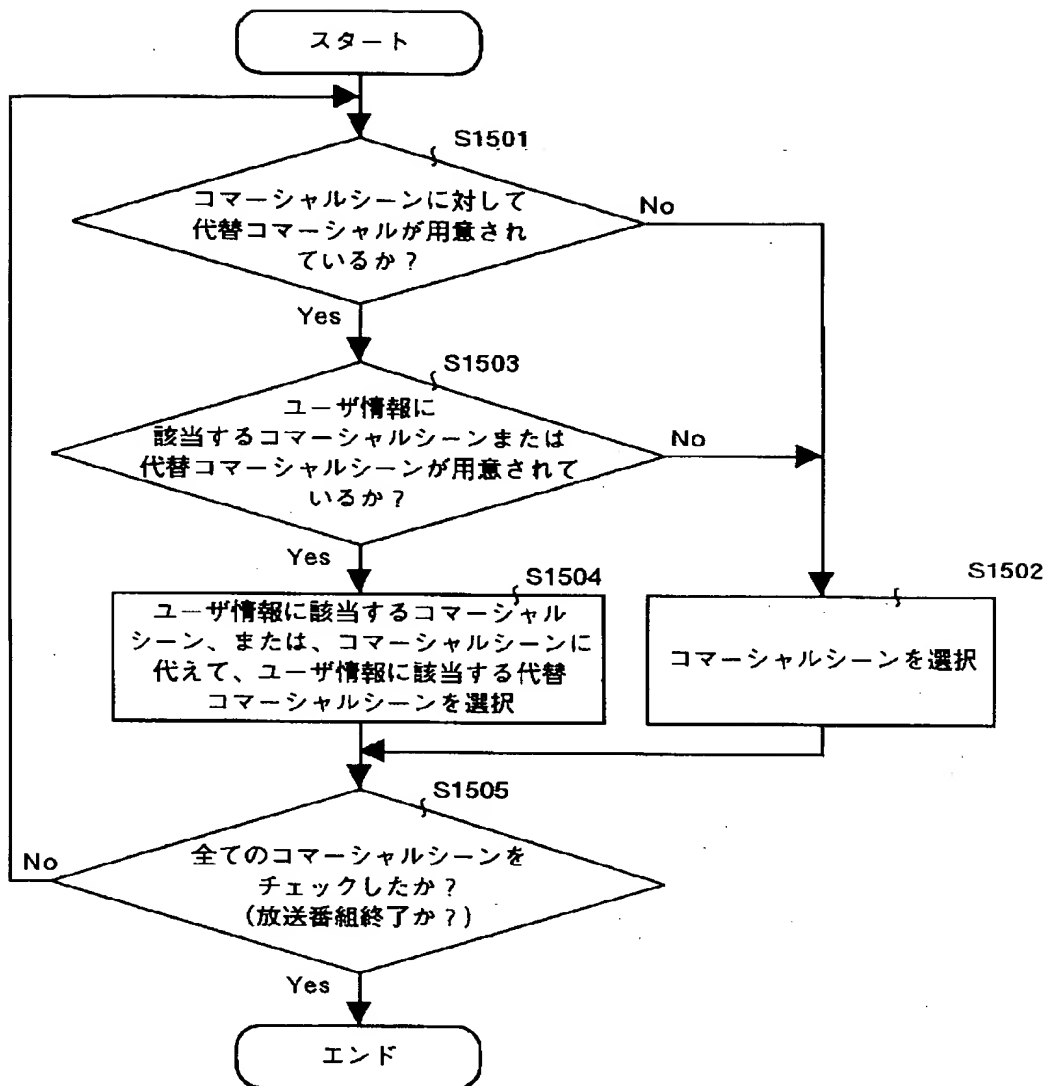 スタート
S1501
コマーシャルシーンに対して
代替コマーシャルが用意され
ているか?
No
Yes
S1503
ユーザ情報に
該当するコマーシャルシーンまたは
代替コマーシャルシーンが用意されて
いるか?
No
Yes
S1504
ユーザ情報に該当するコマーシャル
シーン、または、コマーシャルシーンに
代えて、ユーザ情報に該当する代替
コマーシャルシーンを選択
S1502
コマーシャルシーンを選択
S1505
全てのコマーシャルシーンを
チェックしたか?
(放送番組終了か?)
No
Yes
エンド